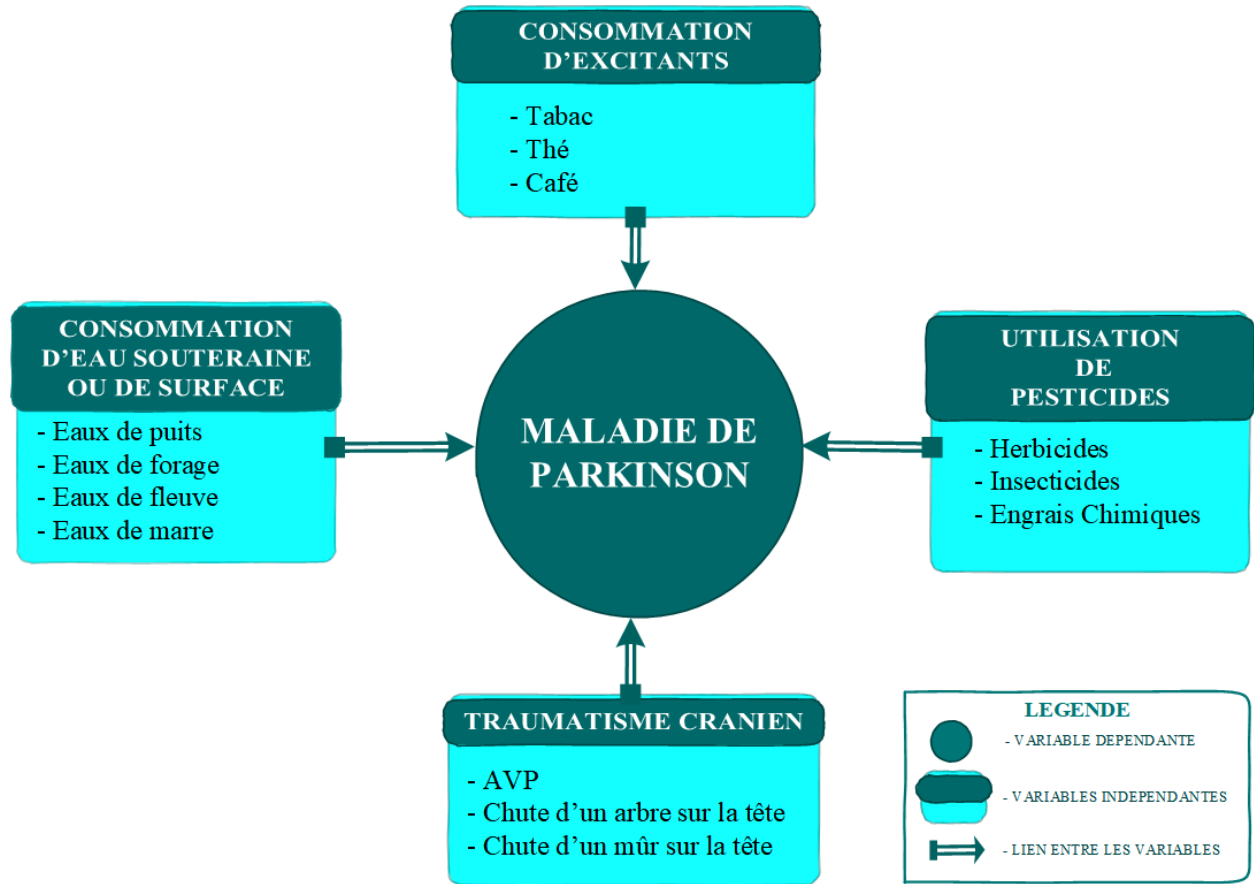 CONSOMMATION
D'EXCITANTS
- Tabac
- Thé
- Café
CONSOMMATION
D'EAU SOUTERAINE
OU DE SURFACE
- Eaux de puits
- Eaux de forage
- Eaux de fleuve
- Eaux de marre
MALADIE DE
PARKINSON
UTILISATION
DE
PESTICIDES
- Herbicides
- Insecticides
- Engrais Chimiques
TRAUMATISME CRANIEN
- AVP
- Chute d'un arbre sur la tête
- Chute d'un mûr sur la tête
LEGENDE
- VARIABLE DEPENDANTE
- VARIABLES INDEPENDANTES
- LIEN ENTRE LES VARIABLES